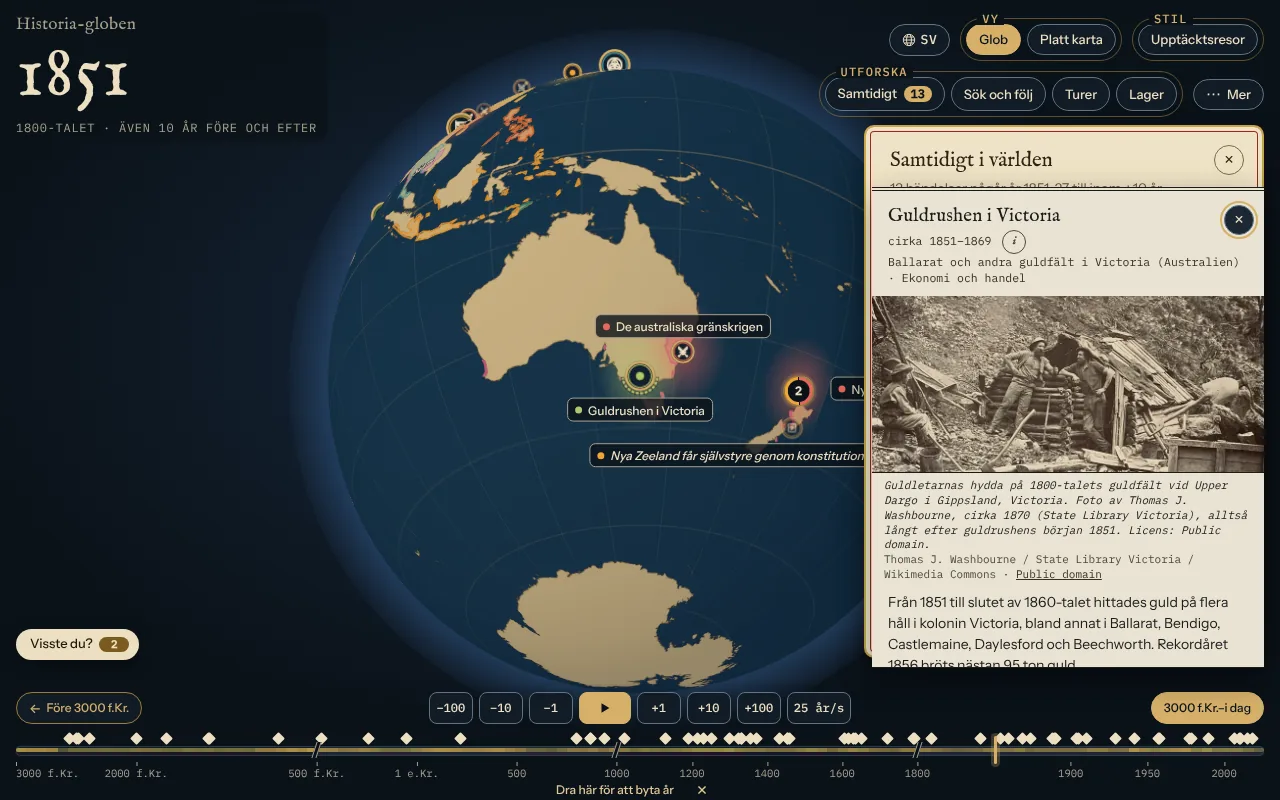 Historia-globen
1851
1800-TALET · ÄVEN 10 ÅR FÖRE OCH EFTER
SV
VY
Glob
Platt karta
STIL
Upptäcktsresor
UTFORSKA
Samtidigt 13
Sök och följ
Turer
Lager
··· Mer
Samtidigt i världen
Guldrushen i Victoria
cirka 1851–1869 i
Ballarat och andra guldfält i Victoria (Australien)
· Ekonomi och handel
Guldletarnas hydda på 1800-talets guldfält vid Upper
Dargo i Gippsland, Victoria. Foto av Thomas J.
Washbourne, cirka 1870 (State Library Victoria), alltså
långt efter guldrushens början 1851. Licens: Public
domain.
Thomas J. Washbourne / State Library Victoria /
Wikimedia Commons · Public domain
Från 1851 till slutet av 1860-talet hittades guld på flera
håll i kolonin Victoria, bland annat i Ballarat, Bendigo,
Castlemaine, Daylesford och Beechworth. Rekordåret
1856 bröts nästan 95 ton guld
De australiska gränskrigen
2
Ny
Guldrushen i Victoria
Nya Zeeland får självstyre genom konstitution
Visste du? 2
← Före 3000 f.Kr.
−100
−10
−1
+1
+10
+100
25 år/s
3000 f.Kr.–i dag
3000 f.Kr.
2000 f.Kr.
500 f.Kr.
1 e.Kr.
500
1000
1200
1400
1600
1800
1900
1950
2000
Dra här för att byta år ×